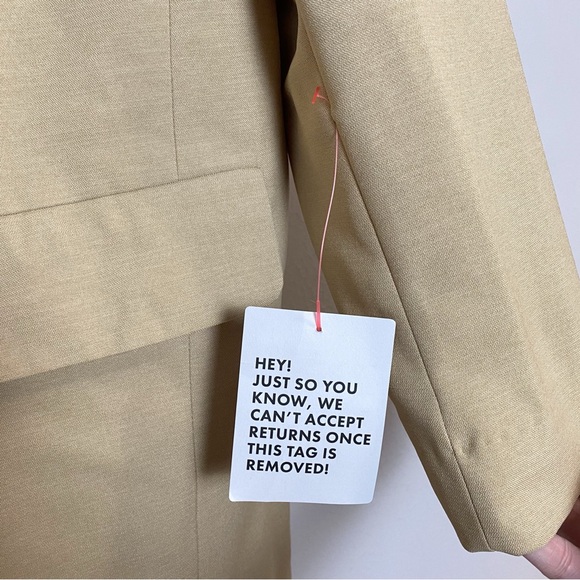 HEY!
JUST SO YOU
KNOW, WE
CAN'T ACCEPT
RETURNS ONCE
THIS TAG IS
REMOVED!